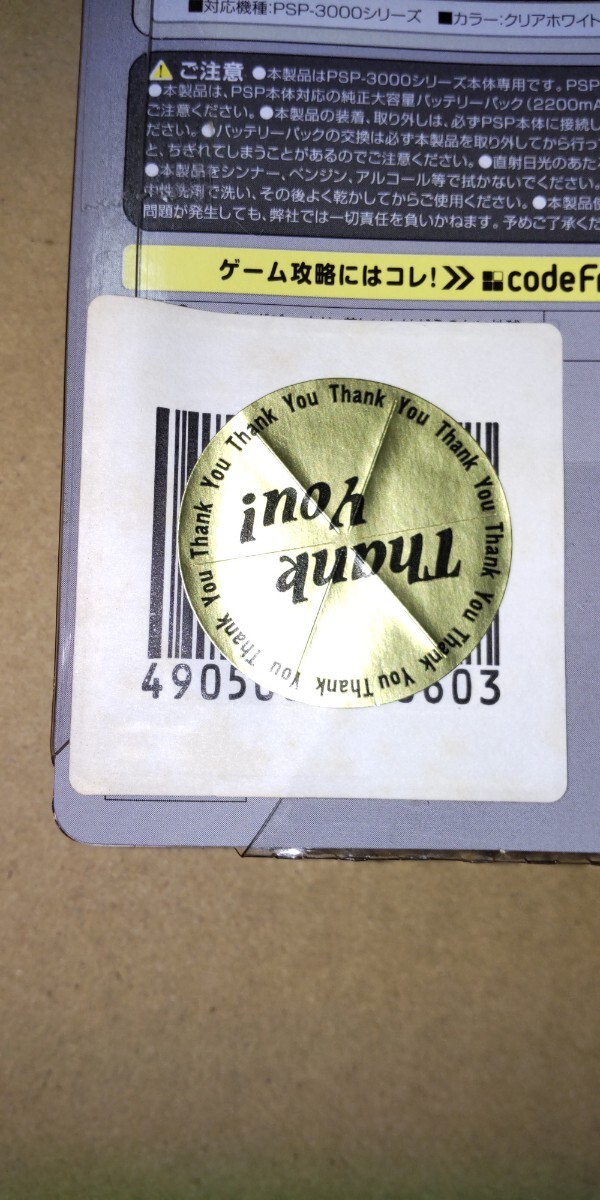 ■対応機種:PSP-3000シリーズ ■カラー:クリアホワイト
ご注意 ●本製品はPSP-3000シリーズ本体専用です。PSP
●本製品は、PSP本体対応の純正大容量バッテリーパック(2200mA
ご注意ください。●本製品の装着、取り外しは、必ずPSP本体に接続し
ださい。●バッテリーパックの交換は必ず本製品を取り外してから行っ
と、ちぎれてしまうことがあるのでご注意ください。●直射日光のあた
●本製品をシンナー、ベンジン、アルコール等で拭かないでください。
中性洗剤で洗い、その後よく乾かしてからご使用ください。●本製品使
問題が発生しても、弊社では一切責任を負いかねます。予めご了承くだ
ゲーム攻略にはコレ! codeFr
Thank You Thank You Thank You Thank You Thank You Thank You Thank You Thank You
Thank
You!
4905 603